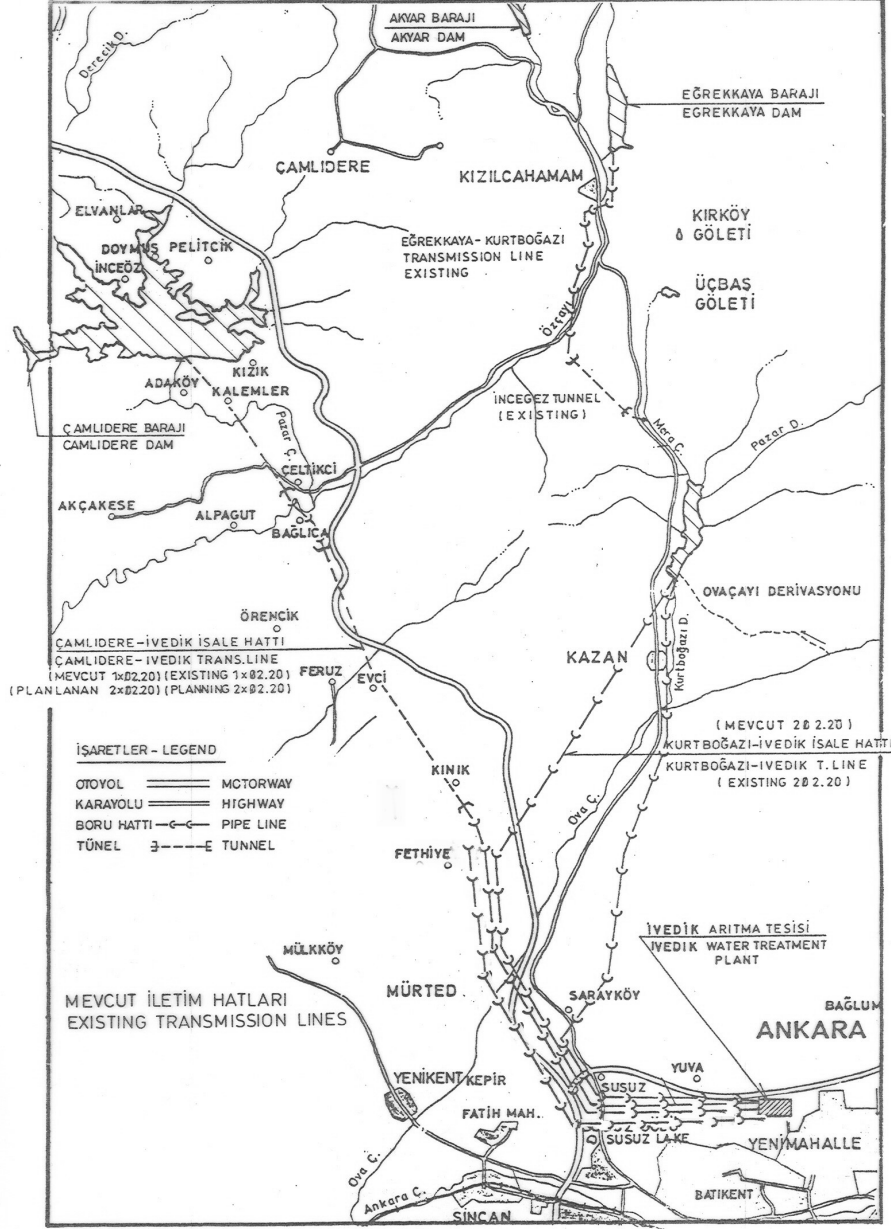 AKYAR BARAJI
AKYAR DAM
Derecik D.
EĞREKKAYA BARAJI
EGREKKAYA DAM
ÇAMLIDERE
KIZILCAHAMAM
ELVANLAR
DOYMUŞ
PELİTCİK
İNCEÖZ
EĞREKKAYA-KURTBOĞAZI
TRANSMISSION LINE
EXISTING
KIRKÖY
GÖLETİ
ÜÇBAŞ
GÖLETİ
Özçayı
KIZIK
ADAKÖY
KALEMLER
İNCEGEZ TUNNEL
(EXISTING)
ÇAMLIDERE BARAJI
CAMLIDERE DAM
Pazar Ç.
Mera Ç.
Pazar D.
ÇELTİKCİ
AKÇAKESE
ALPAGUT
BAĞLICA
OVAÇAYI DERİVASYONU
ÖRENCİK
ÇAMLIDERE-İVEDİK İSALE HATTI
ÇAMLIDERE-IVEDIK TRANS.LINE
(MEVCUT 1xØ2.20)(EXISTING 1xØ2.20)
(PLANLANAN 2xØ2.20)(PLANNING 2xØ2.20)
KAZAN
Kurtboğazı D.
FERUZ
EVCİ
(MEVCUT 2Ø2.20)
KURTBOĞAZI-İVEDİK İSALE HATTI
KURTBOĞAZI-IVEDIK T.LINE
(EXISTING 2Ø2.20)
İŞARETLER-LEGEND
OTOYOL MOTORWAY
KARAYOLU HIGHWAY
BORU HATTI PIPE LINE
TÜNEL TUNNEL
KINIK
Ova Ç.
FETHİYE
İVEDİK ARITMA TESİSİ
IVEDIK WATER TREATMENT
PLANT
MÜLKKÖY
MÜRTED
SARAYKÖY
MEVCUT İLETİM HATLARI
EXISTING TRANSMISSION LINES
BAĞLUM
ANKARA
YENİKENT
KEPİR
SUSUZ
YUVA
FATİH MAH.
SUSUZ LAKE
YENİMAHALLE
Ova Ç.
Ankara Ç.
SİNCAN
BATIKENT